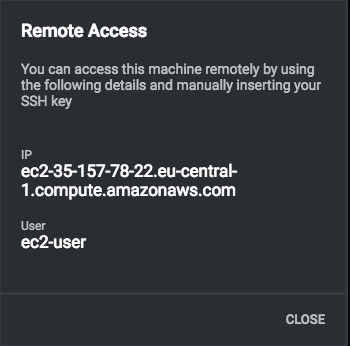 Remote Access
You can access this machine remotely by using
the following details and manually inserting your
SSH key
IP
ec2-35-157-78-22.eu-central-
1.compute.amazonaws.com
User
ec2-user
CLOSE